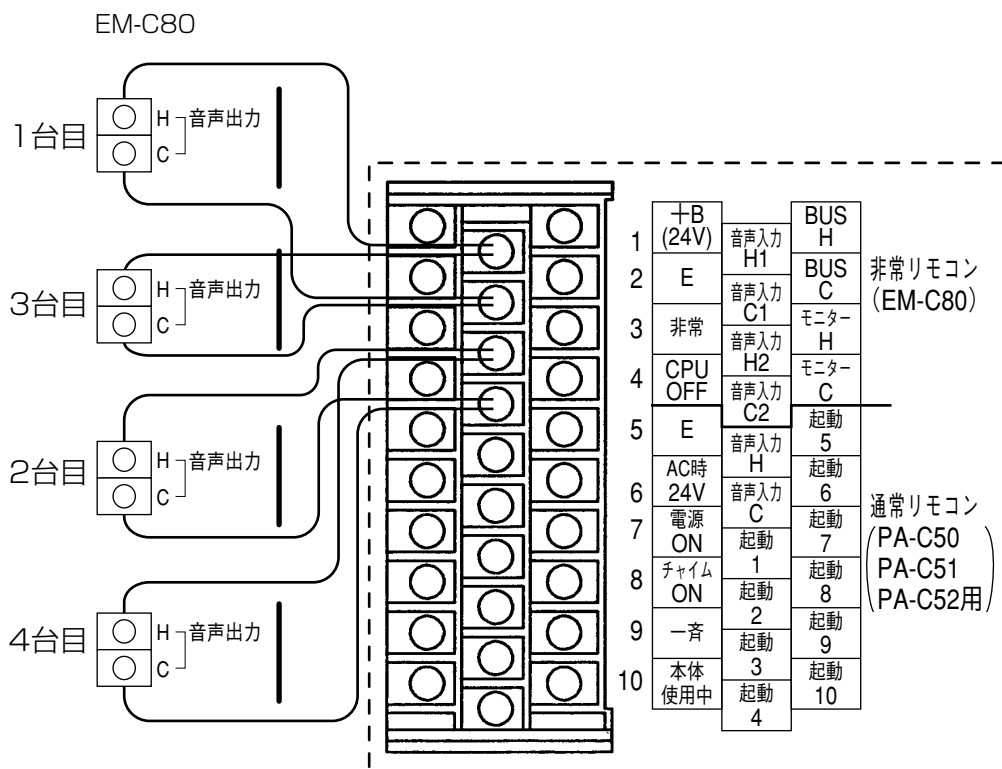 EM-C80
1台目
H
C
音声出力
3台目
H
C
音声出力
2台目
H
C
音声出力
4台目
H
C
音声出力
1
2
3
4
5
6
7
8
9
10
＋B
(24V)
E
非常
CPU
OFF
E
AC時
24V
電源
ON
チャイム
ON
一斉
本体
使用中
音声入力
H1
音声入力
C1
音声入力
H2
音声入力
C2
音声入力
H
音声入力
C
起動
1
起動
2
起動
3
起動
4
BUS
H
BUS
C
モニター
H
モニター
C
起動
5
起動
6
起動
7
起動
8
起動
9
起動
10
非常リモコン
(EM-C80)
通常リモコン
(PA-C50
PA-C51
PA-C52用)